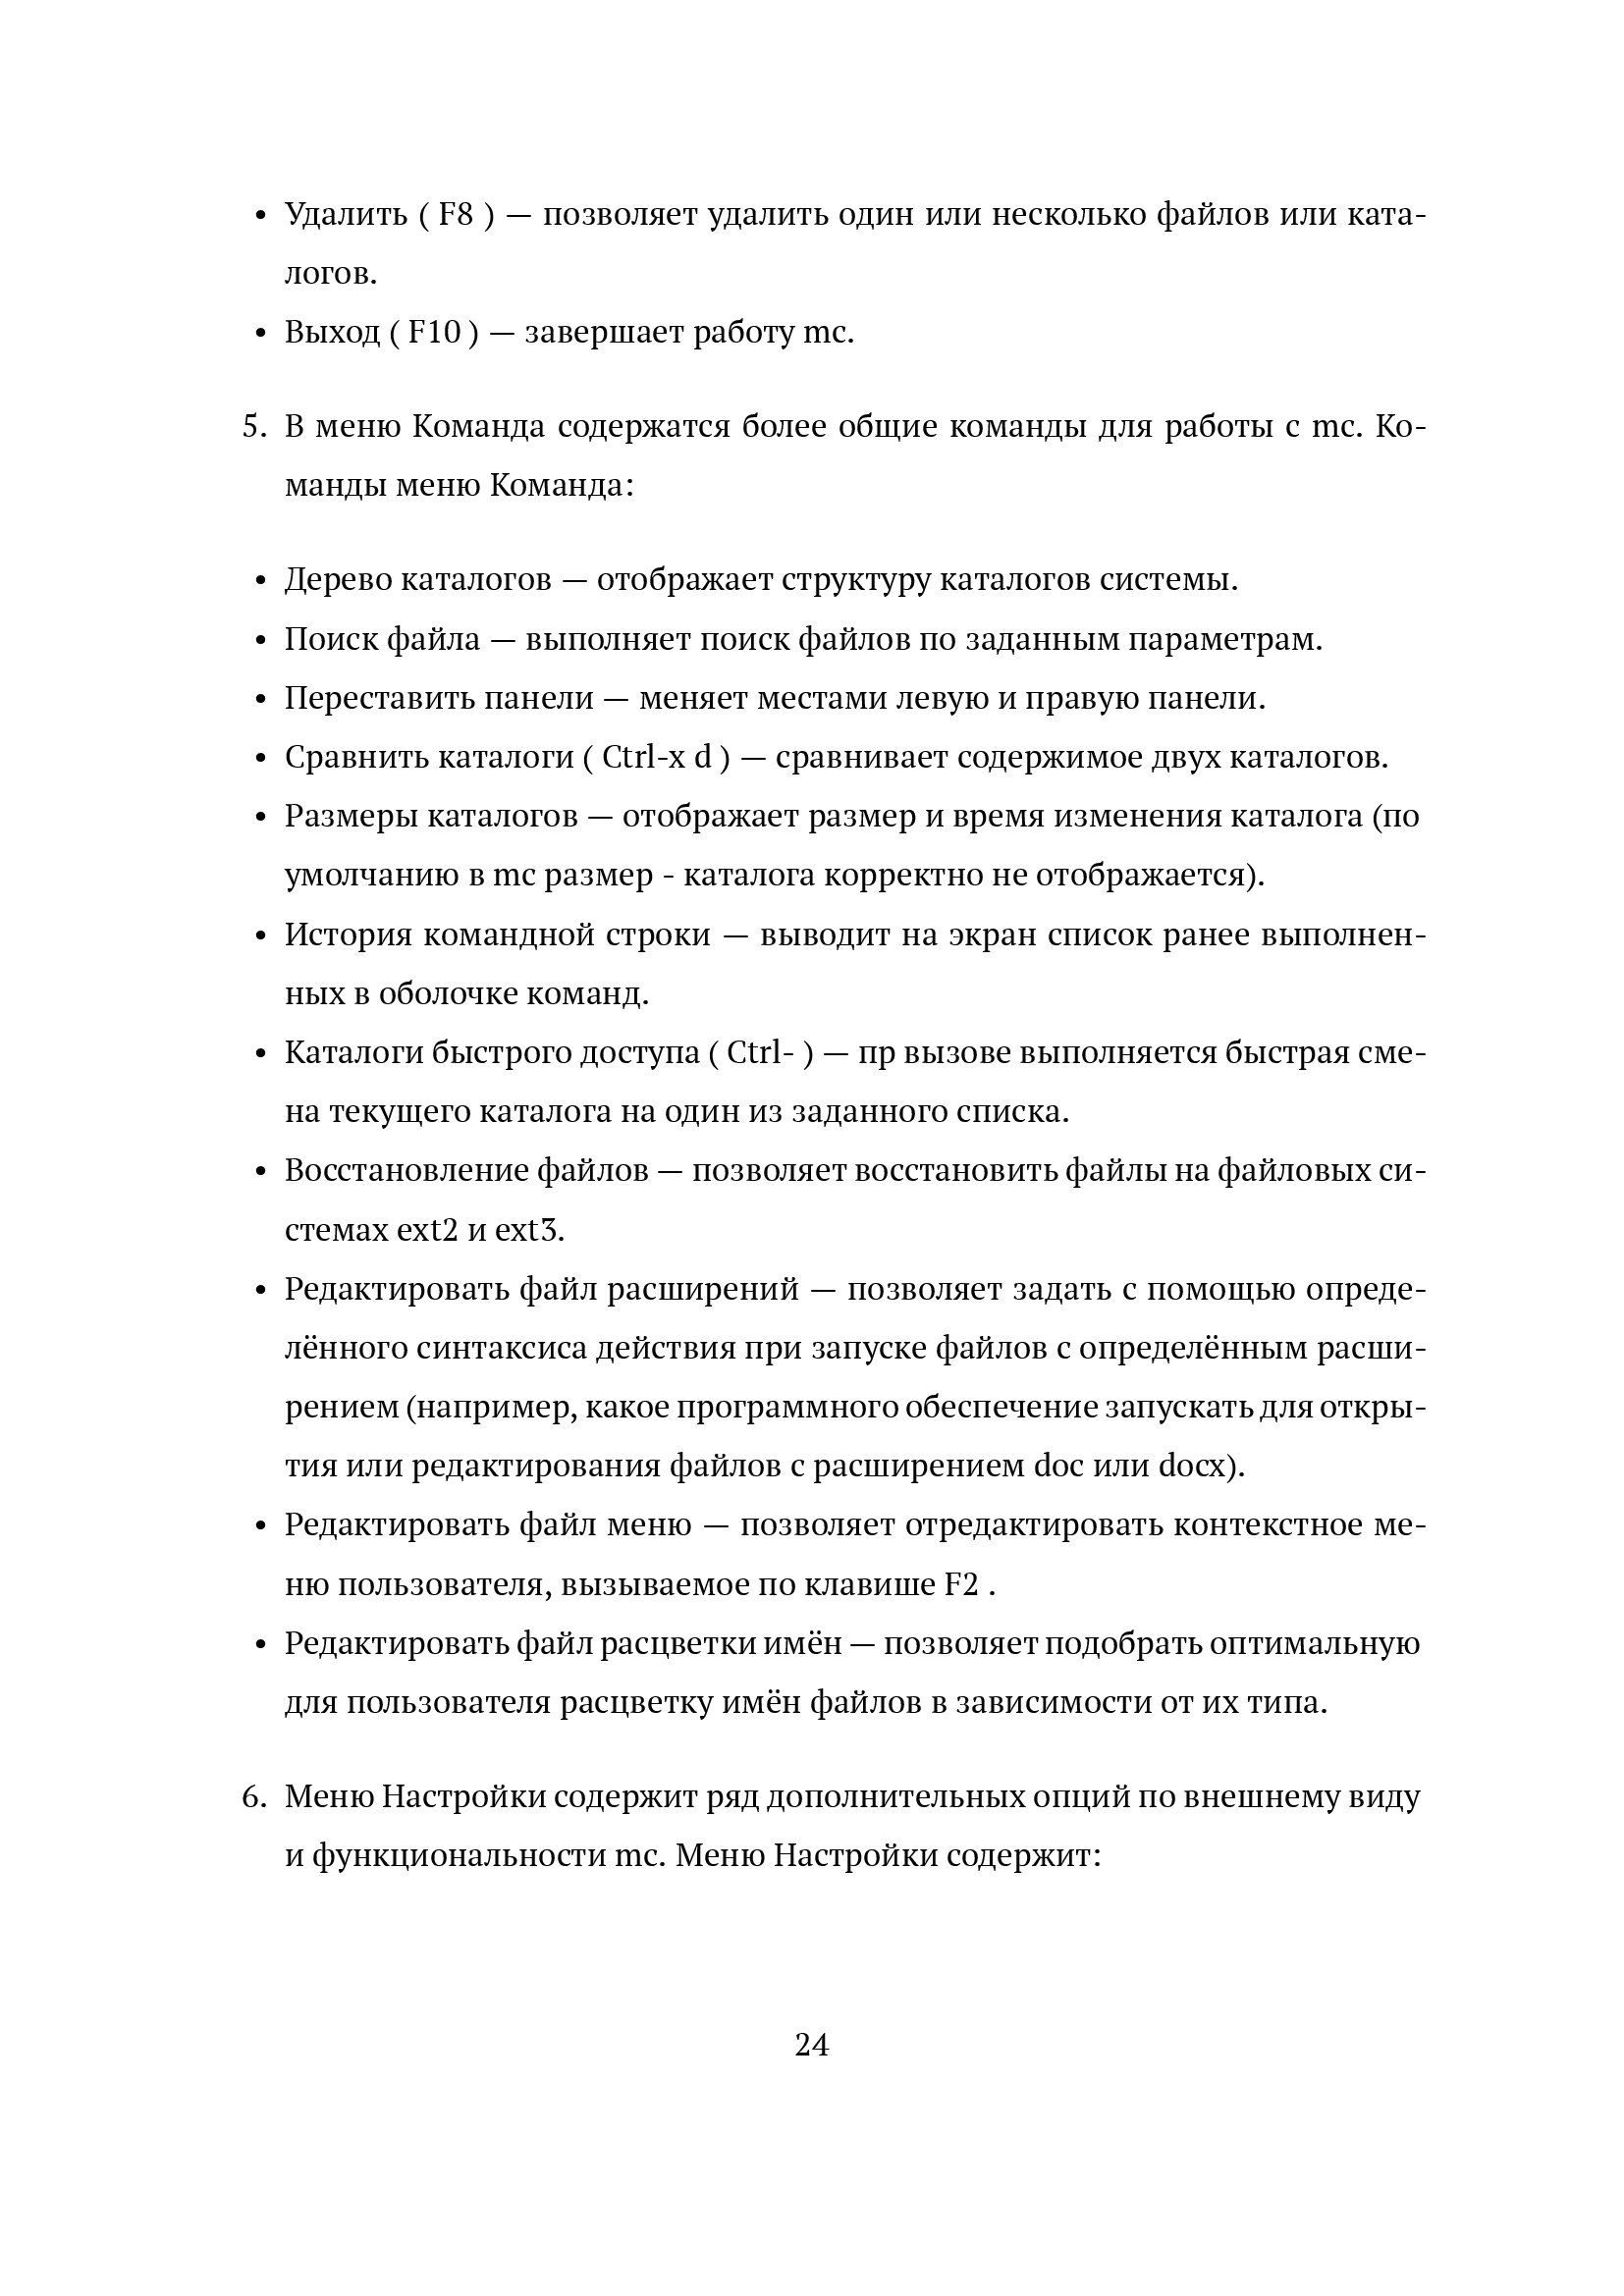 • Удалить ( F8 ) — позволяет удалить один или несколько файлов или ката-
логов.
• Выход ( F10 ) — завершает работу mc.
5. В меню Команда содержатся более общие команды для работы с mc. Ко-
манды меню Команда:
• Дерево каталогов — отображает структуру каталогов системы.
• Поиск файла — выполняет поиск файлов по заданным параметрам.
• Переставить панели — меняет местами левую и правую панели.
• Сравнить каталоги ( Ctrl-x d ) — сравнивает содержимое двух каталогов.
• Размеры каталогов — отображает размер и время изменения каталога (по
умолчанию в mc размер - каталога корректно не отображается).
• История командной строки — выводит на экран список ранее выполнен-
ных в оболочке команд.
• Каталоги быстрого доступа ( Ctrl- ) — пр вызове выполняется быстрая сме-
на текущего каталога на один из заданного списка.
• Восстановление файлов — позволяет восстановить файлы на файловых си-
стемах ext2 и ext3.
• Редактировать файл расширений — позволяет задать с помощью опреде-
лённого синтаксиса действия при запуске файлов с определённым расши-
рением (например, какое программного обеспечение запускать для откры-
тия или редактирования файлов с расширением doc или docx).
• Редактировать файл меню — позволяет отредактировать контекстное ме-
ню пользователя, вызываемое по клавише F2 .
• Редактировать файл расцветки имён — позволяет подобрать оптимальную
для пользователя расцветку имён файлов в зависимости от их типа.
6. Меню Настройки содержит ряд дополнительных опций по внешнему виду
и функциональности mc. Меню Настройки содержит:
24